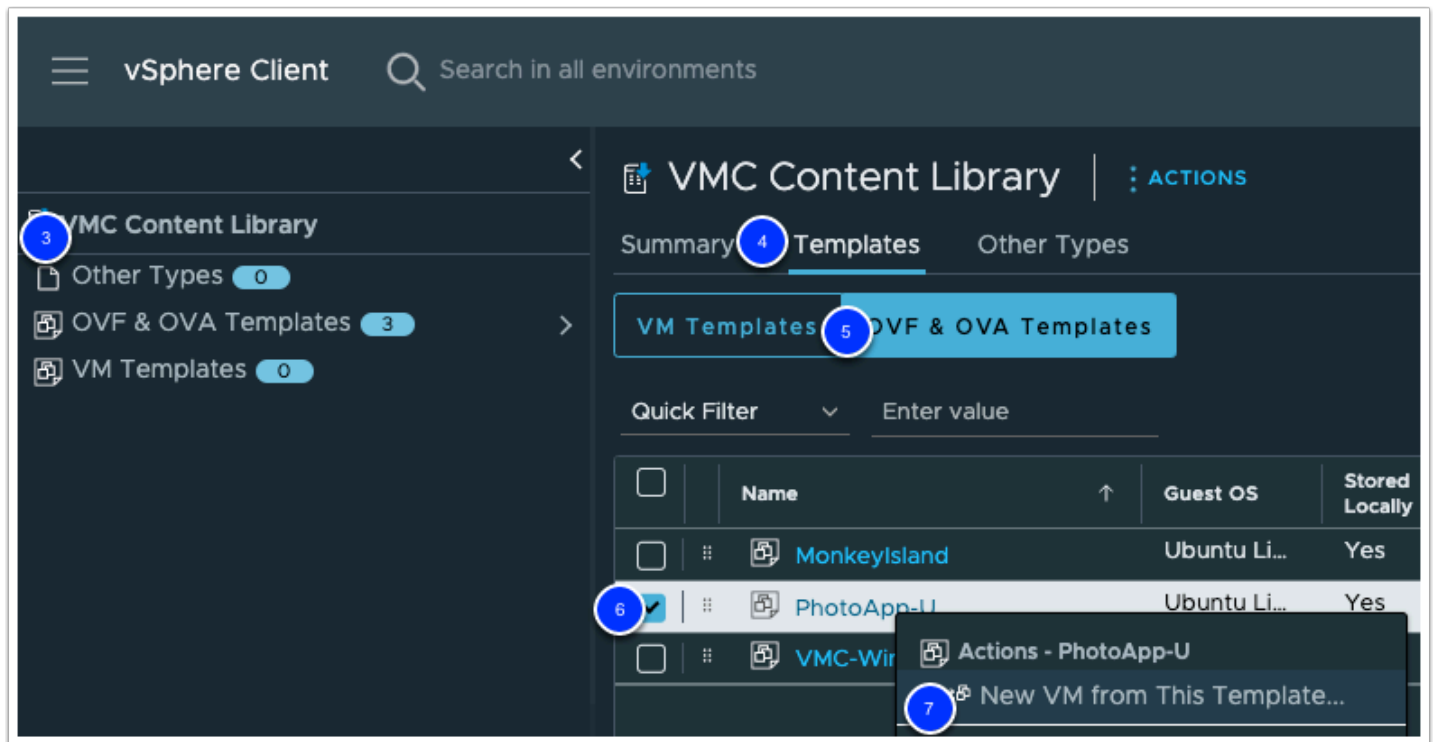 vSphere Client
Search in all environments
VMC Content Library
ACTIONS
3
VMC Content Library
Summary
4
Templates
Other Types
Other Types 0
OVF & OVA Templates 3
VM Templates 0
VM Templates
5
OVF & OVA Templates
Quick Filter
Enter value
Name
Guest OS
Stored Locally
MonkeyIsland
Ubuntu Li...
Yes
6
PhotoApp-U
Ubuntu Li...
Yes
Actions - PhotoApp-U
7
New VM from This Template...